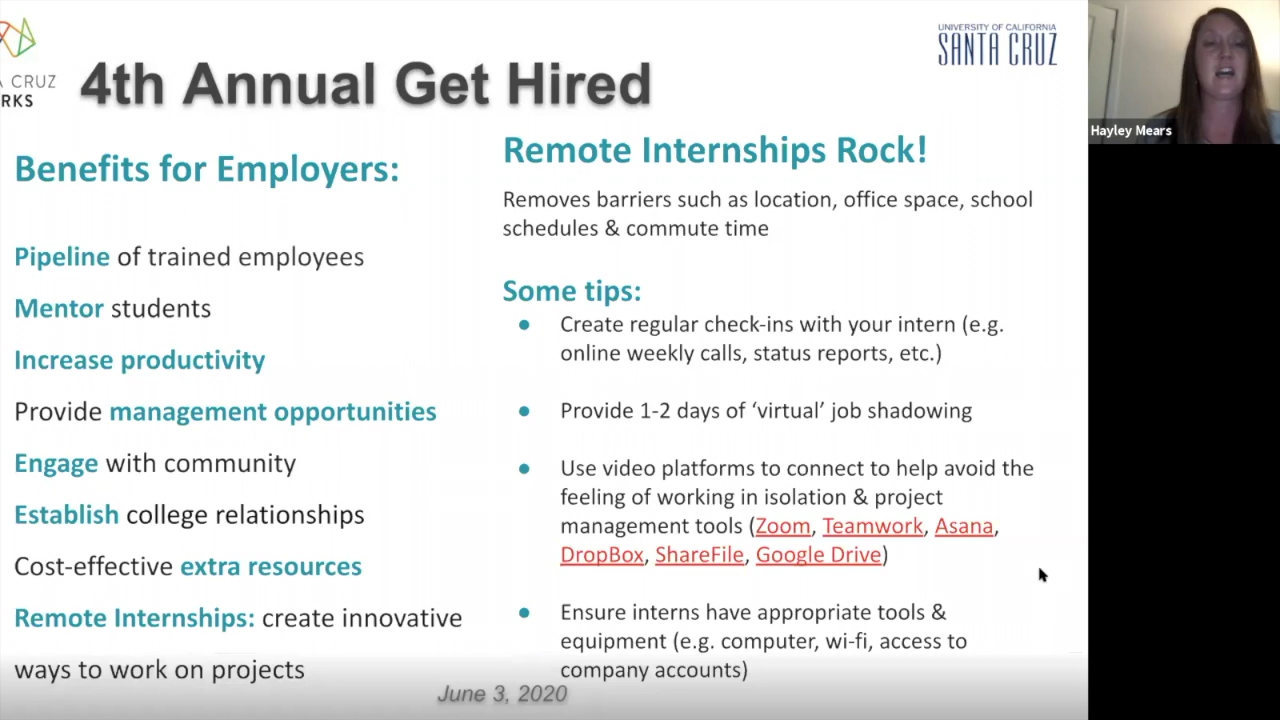 A CRUZ
RKS
4th Annual Get Hired
UNIVERSITY OF CALIFORNIA
SANTA CRUZ
Hayley Mears
Benefits for Employers:
Pipeline of trained employees
Mentor students
Increase productivity
Provide management opportunities
Engage with community
Establish college relationships
Cost-effective extra resources
Remote Internships: create innovative
ways to work on projects
Remote Internships Rock!
Removes barriers such as location, office space, school
schedules & commute time
Some tips:
● Create regular check-ins with your intern (e.g.
online weekly calls, status reports, etc.)
● Provide 1-2 days of ‘virtual’ job shadowing
● Use video platforms to connect to help avoid the
feeling of working in isolation & project
management tools (Zoom, Teamwork, Asana,
DropBox, ShareFile, Google Drive)
● Ensure interns have appropriate tools &
equipment (e.g. computer, wi-fi, access to
company accounts)
June 3, 2020